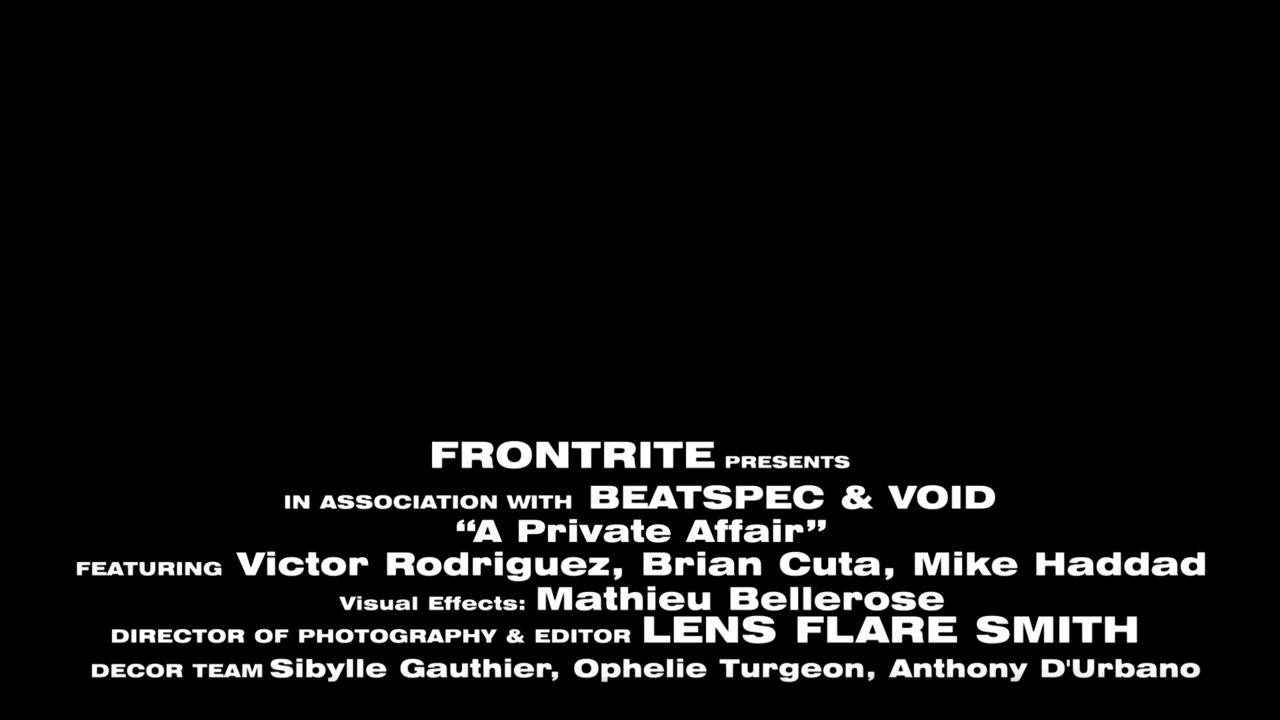 FRONTRITE PRESENTS
IN ASSOCIATION WITH BEATSPEC & VOID
“A Private Affair”
FEATURING Victor Rodriguez, Brian Cuta, Mike Haddad
Visual Effects: Mathieu Bellerose
DIRECTOR OF PHOTOGRAPHY & EDITOR LENS FLARE SMITH
DECOR TEAM Sibylle Gauthier, Ophelie Turgeon, Anthony D'Urbano